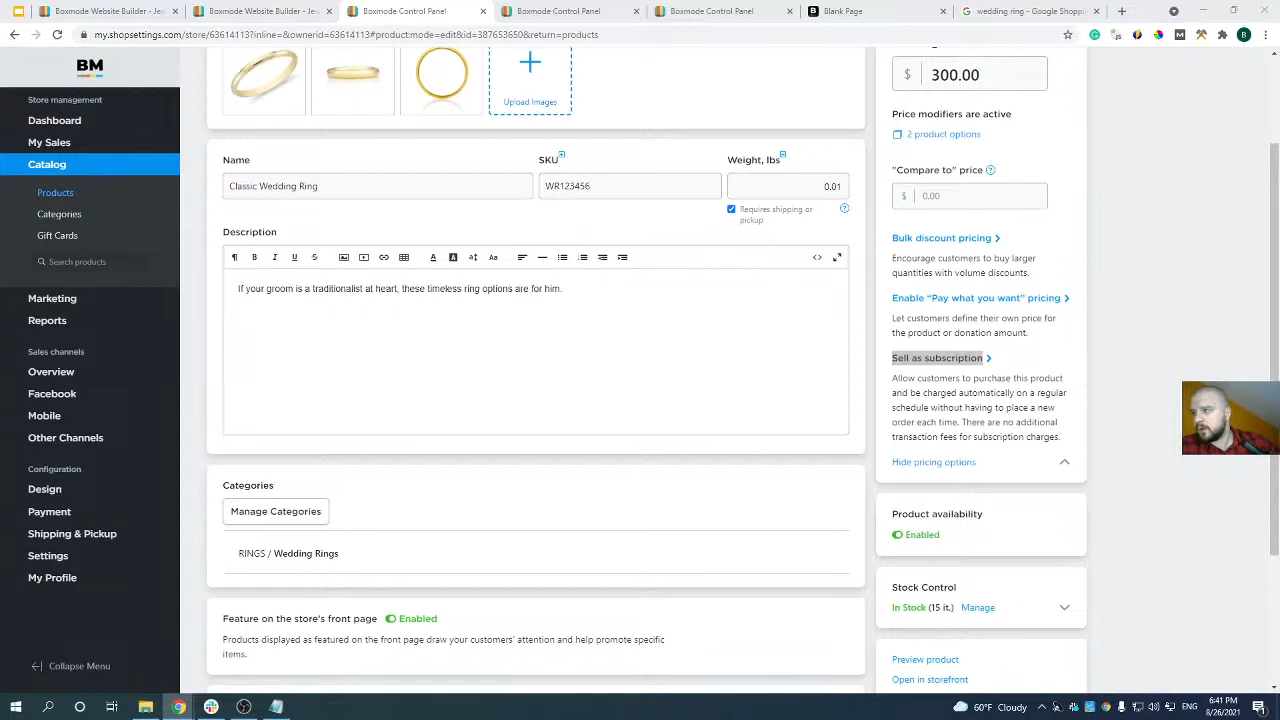 Boxmode Website Builder - Je
Boxmode Website Builder - Je
Boxmode Control Panel
Boxmode Control Panel
Boxmode Control Panel
Blank Page
wedding ring - Google Shoppi
my.shopsettings.com/store/63614113?inline=&ownerid=63614113#product:mode=edit&id=387653650&return=products
BM
Store management
Dashboard
My Sales
Catalog
Products
Categories
Gift Cards
Search products
Marketing
Reports
Sales channels
Overview
Facebook
Mobile
Other Channels
Configuration
Design
Payment
Shipping & Pickup
Settings
My Profile
Collapse Menu
Upload Images
Name
SKU
Weight, lbs
Classic Wedding Ring
WR123456
0.01
Requires shipping or
pickup
Description
If your groom is a traditionalist at heart, these timeless ring options are for him.
Categories
Manage Categories
RINGS / Wedding Rings
Feature on the store's front page Enabled
Products displayed as featured on the front page draw your customers' attention and help promote specific
items.
$ 300.00
Price modifiers are active
2 product options
"Compare to" price
$ 0.00
Bulk discount pricing
Encourage customers to buy larger
quantities with volume discounts.
Enable "Pay what you want" pricing
Let customers define their own price for
the product or donation amount.
Sell as subscription
Allow customers to purchase this product
and be charged automatically on a regular
schedule without having to place a new
order each time. There are no additional
transaction fees for subscription charges.
Hide pricing options
Product availability
Enabled
Stock Control
In Stock (15 it.) Manage
Preview product
Open in storefront
60°F Cloudy
6:41 PM
8/26/2021